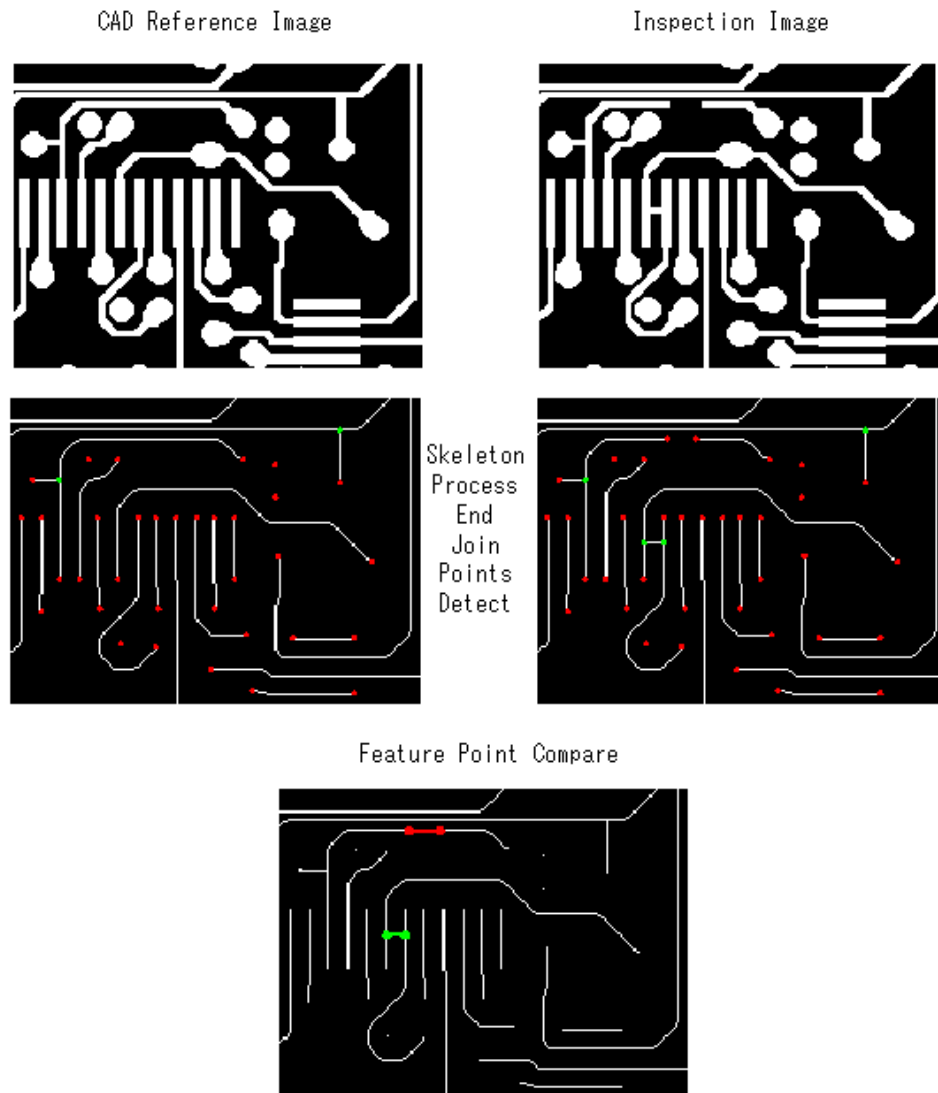 CAD Reference Image
Inspection Image
Skeleton
Process
End
Join
Points
Detect
Feature Point Compare